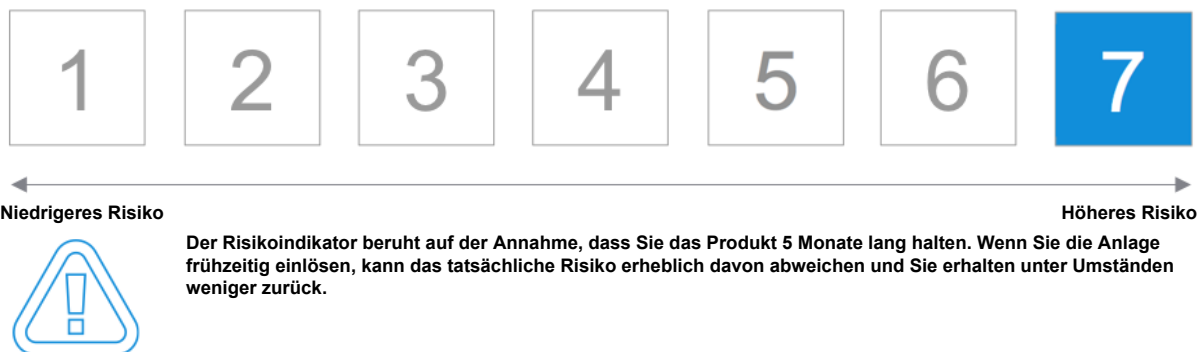 1 2 3 4 5 6 7
Niedrigeres Risiko Höheres Risiko
Der Risikoindikator beruht auf der Annahme, dass Sie das Produkt 5 Monate lang halten. Wenn Sie die Anlage
frühzeitig einlösen, kann das tatsächliche Risiko erheblich davon abweichen und Sie erhalten unter Umständen
weniger zurück.